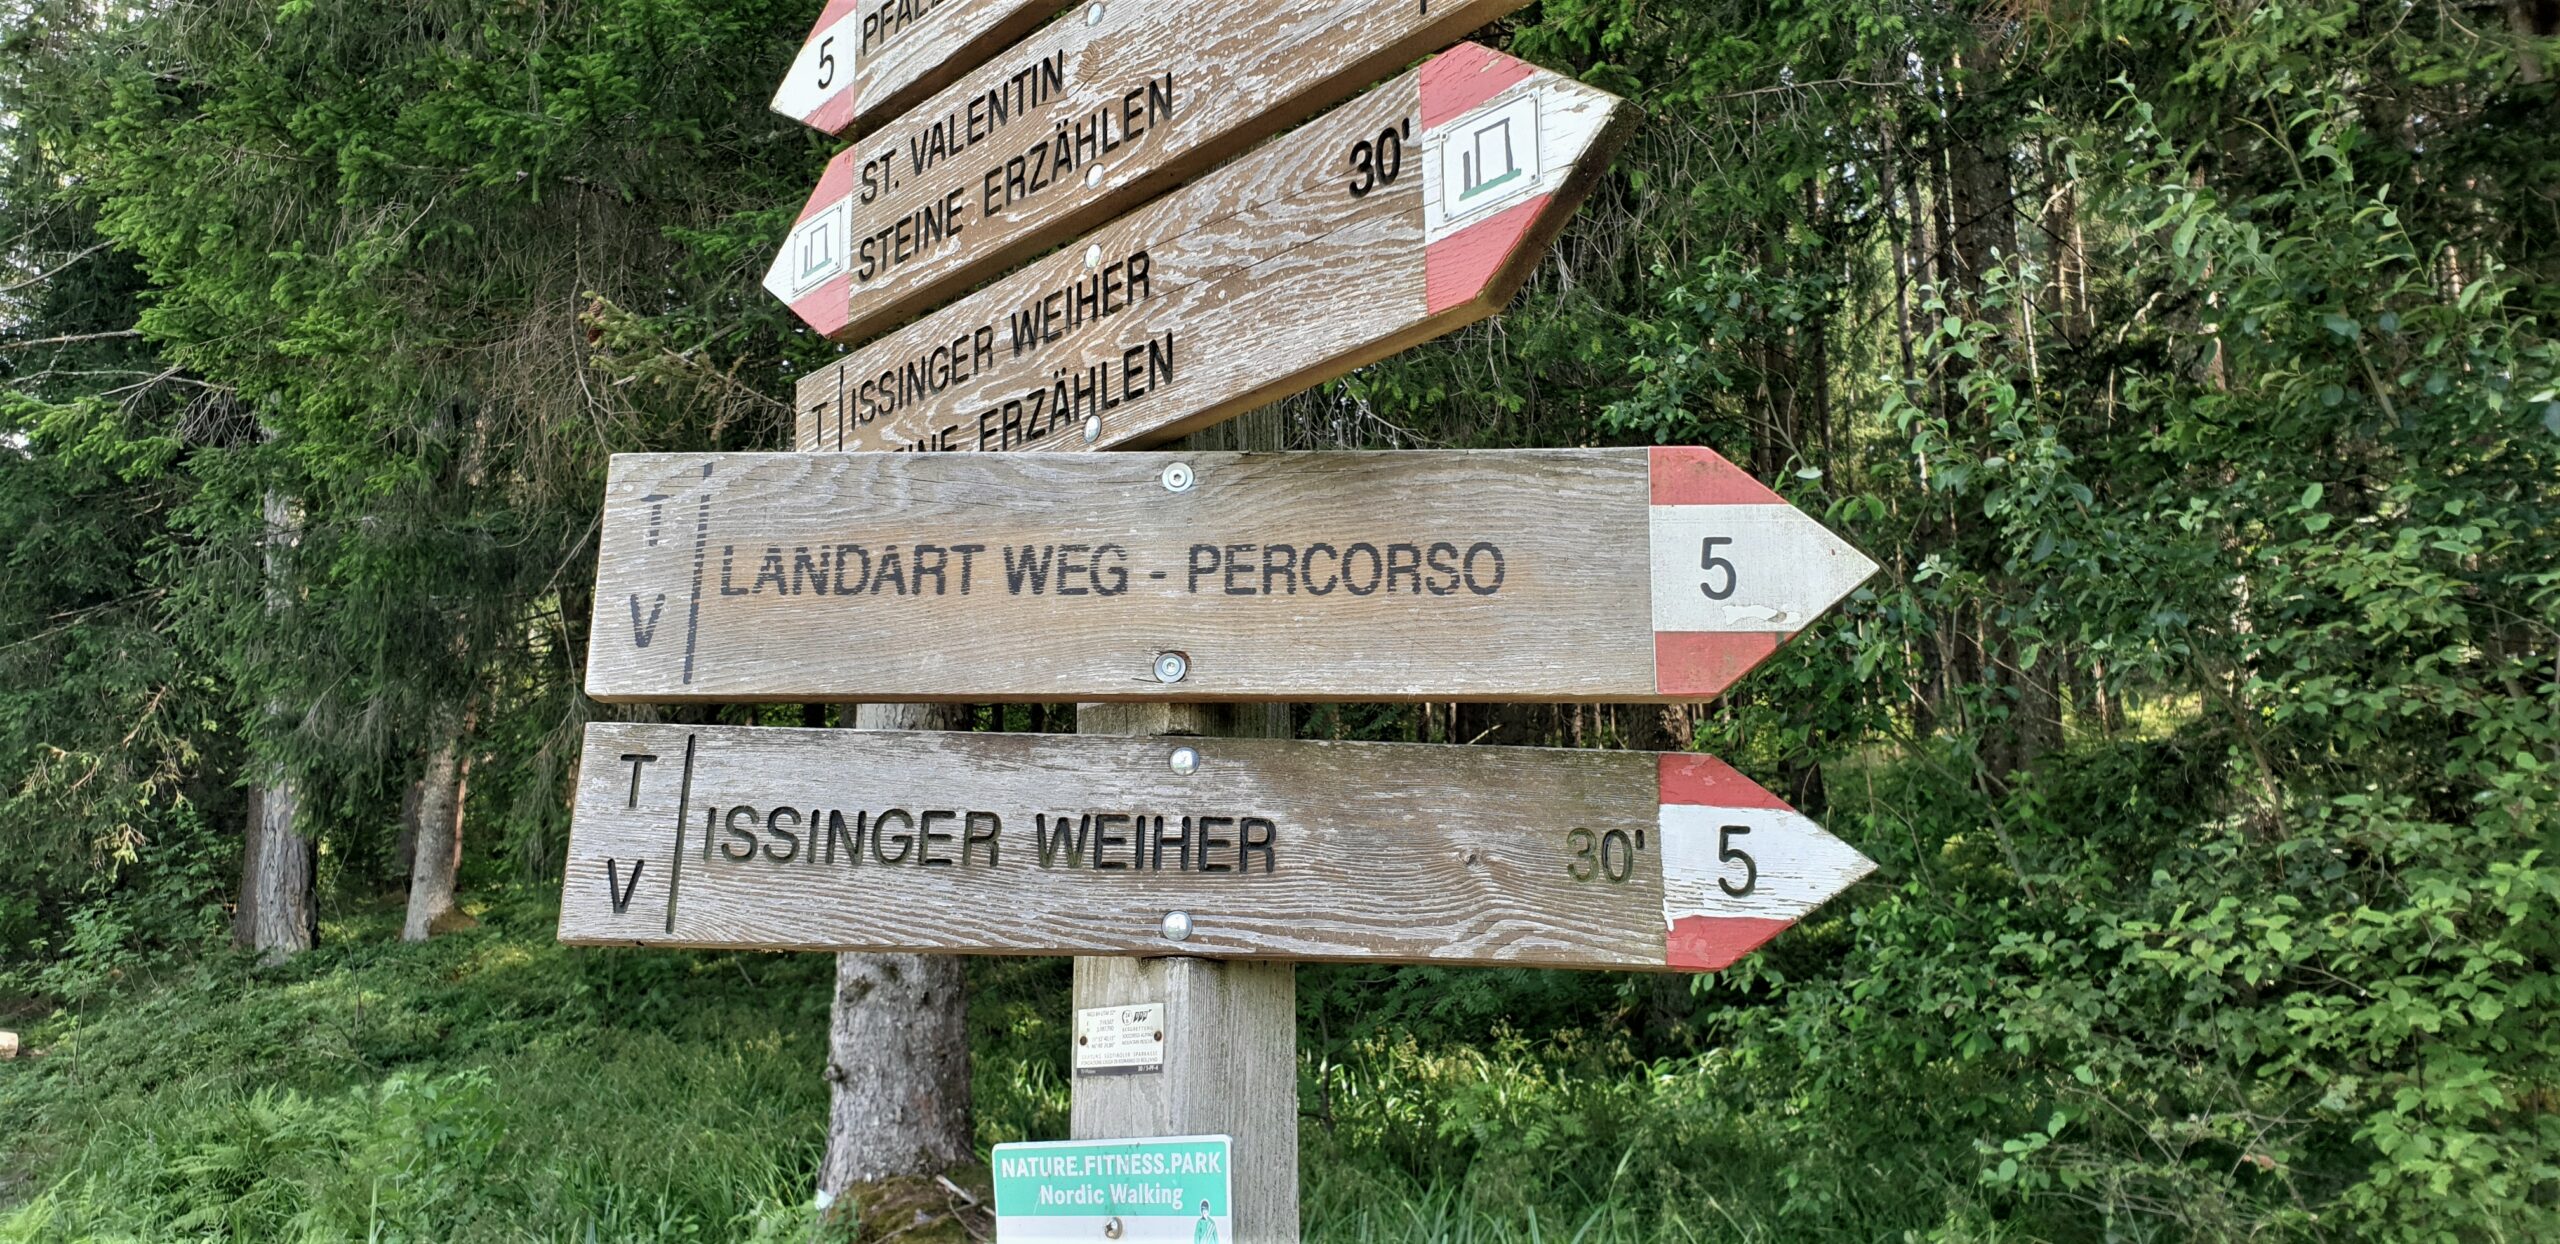 5
ST. VALENTIN
STEINE ERZÄHLEN
30'
T ISSINGER WEIHER
ERZÄHLEN
T
V
LANDART WEG - PERCORSO
5
T
V
ISSINGER WEIHER 30'
5
NATURE.FITNESS.PARK
Nordic Walking